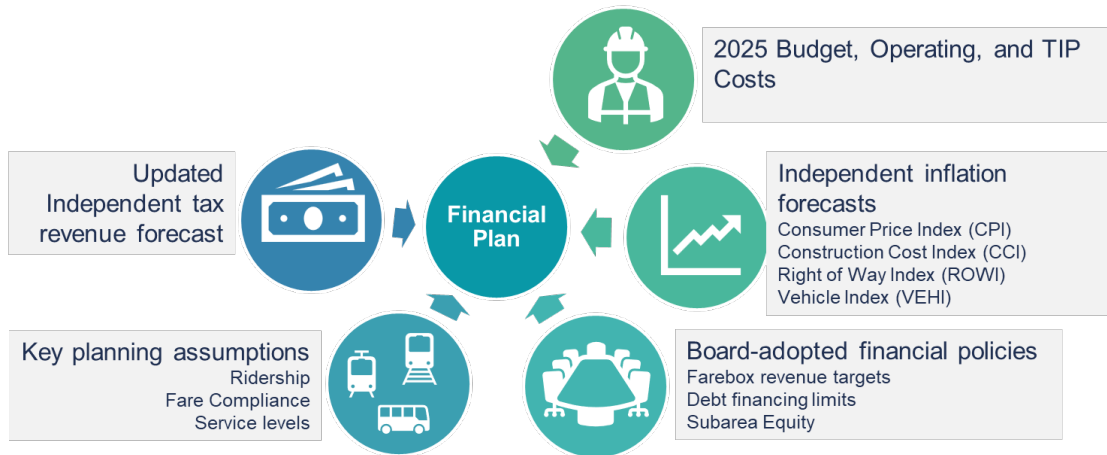 2025 Budget, Operating, and TIP
Costs
Updated
Independent tax
revenue forecast
Financial
Plan
Independent inflation
forecasts
Consumer Price Index (CPI)
Construction Cost Index (CCI)
Right of Way Index (ROWI)
Vehicle Index (VEHI)
Key planning assumptions
Ridership
Fare Compliance
Service levels
Board-adopted financial policies
Farebox revenue targets
Debt financing limits
Subarea Equity